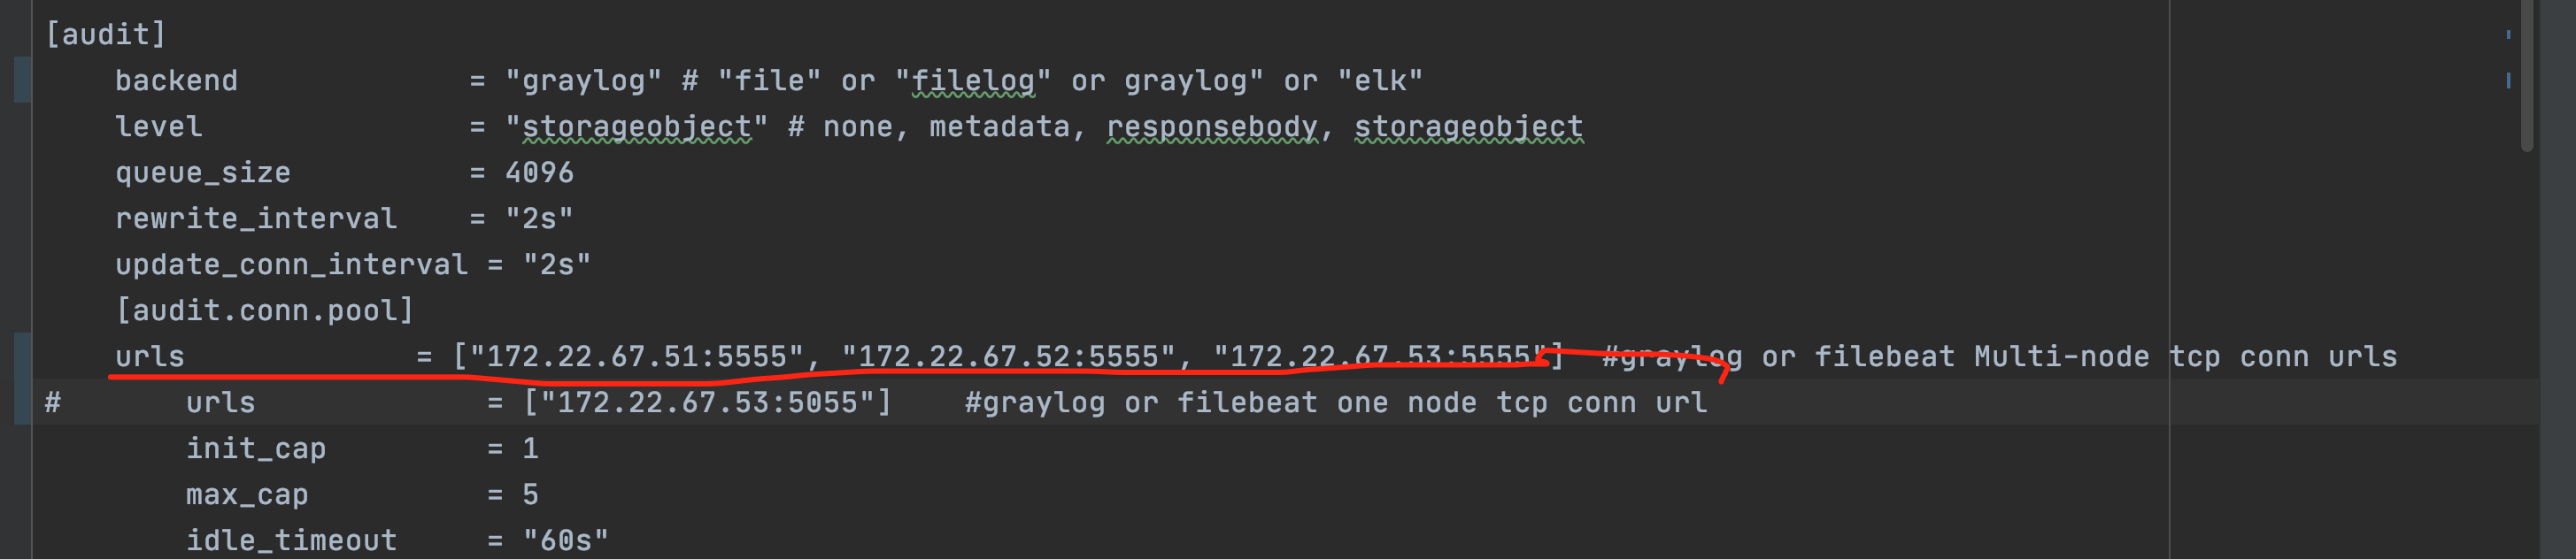 [audit]
backend = "graylog" # "file" or "filelog" or graylog" or "elk"
level = "storageobject" # none, metadata, responsebody, storageobject
queue_size = 4096
rewrite_interval = "2s"
update_conn_interval = "2s"
[audit.conn.pool]
urls = ["172.22.67.51:5555", "172.22.67.52:5555", "172.22.67.53:5555"] #graylog or filebeat Multi-node tcp conn urls
# urls = ["172.22.67.53:5055"] #graylog or filebeat one node tcp conn url
init_cap = 1
max_cap = 5
idle_timeout = "60s"